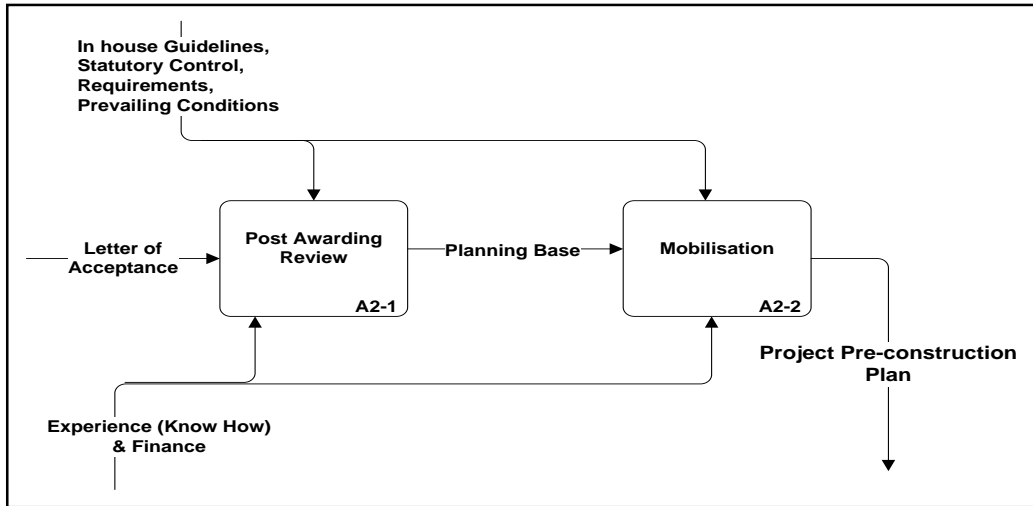 In house Guidelines,
Statutory Control,
Requirements,
Prevailing Conditions
Letter of
Acceptance
Post Awarding
Review
A2-1
Planning Base
Mobilisation
A2-2
Project Pre-construction
Plan
Experience (Know How)
& Finance